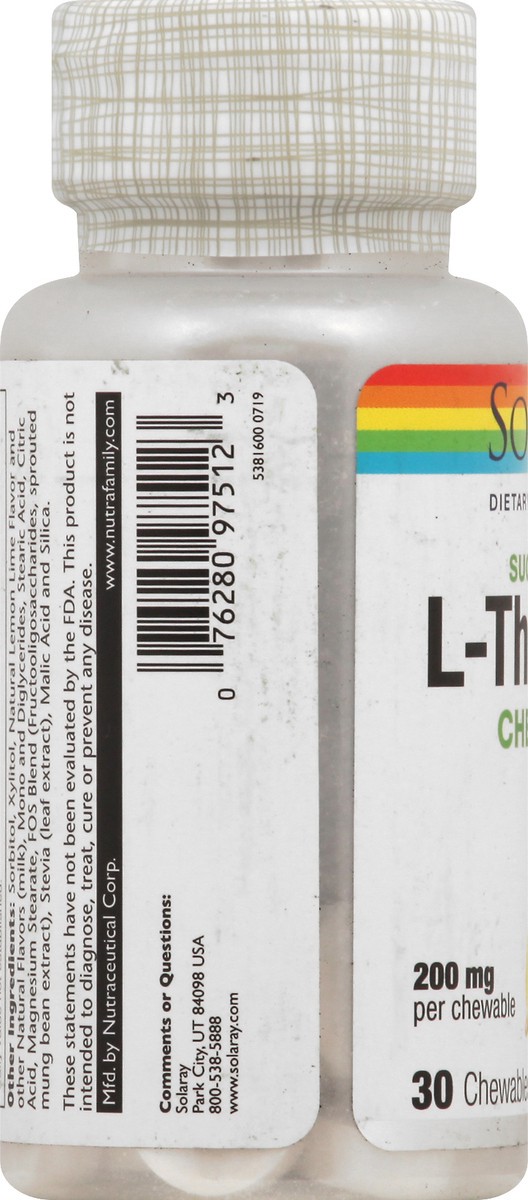 Other Ingredients: Sorbitol, Xylitol, Natural Lemon Lime Flavor and
other Natural Flavors (milk), Mono and Diglycerides, Stearic Acid, Citric
Acid, Magnesium Stearate, FOS Blend (Fructooligosaccharides, sprouted
mung bean extract), Stevia (leaf extract), Malic Acid and Silica.
These statements have not been evaluated by the FDA. This product is not
intended to diagnose, treat, cure or prevent any disease.
Mfd. by Nutraceutical Corp. www.nutrafamily.com
Comments or Questions:
Solaray
Park City, UT 84098 USA
800-538-5888
www.solaray.com
0 76280 97512 3
5381600 0719
So
DIETAR
SU
L-Th
CHE
200 mg
per chewable
30 Chewable